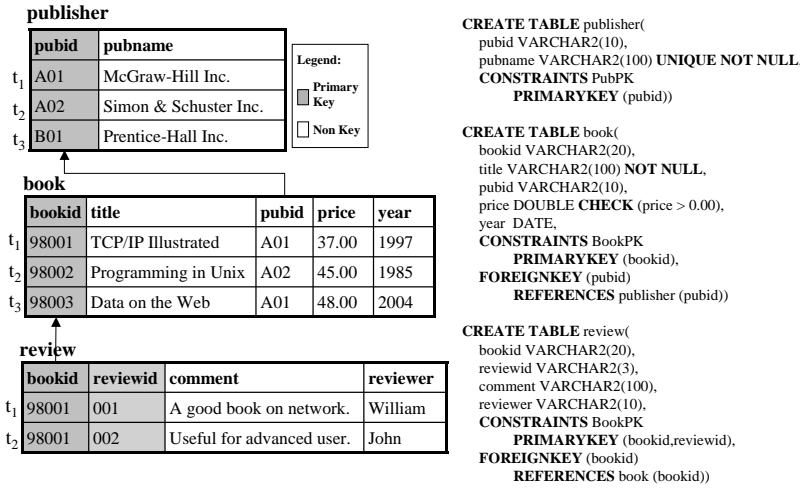 publisher
pubid pubname
t1 A01 McGraw-Hill Inc.
t2 A02 Simon & Schuster Inc.
t3 B01 Prentice-Hall Inc.
Legend:
Primary
Key
Non Key
book
bookid title pubid price year
t1 98001 TCP/IP Illustrated A01 37.00 1997
t2 98002 Programming in Unix A02 45.00 1985
t3 98003 Data on the Web A01 48.00 2004
review
bookid reviewid comment reviewer
t1 98001 001 A good book on network. William
t2 98001 002 Useful for advanced user. John
CREATE TABLE publisher(
pubid VARCHAR2(10),
pubname VARCHAR2(100) UNIQUE NOT NULL,
CONSTRAINTS PubPK
PRIMARYKEY (pubid))
CREATE TABLE book(
bookid VARCHAR2(20),
title VARCHAR2(100) NOT NULL,
pubid VARCHAR2(10),
price DOUBLE CHECK (price > 0.00),
year DATE,
CONSTRAINTS BookPK
PRIMARYKEY (bookid),
FOREIGNKEY (pubid)
REFERENCES publisher (pubid))
CREATE TABLE review(
bookid VARCHAR2(20),
reviewid VARCHAR2(3),
comment VARCHAR2(100),
reviewer VARCHAR2(10),
CONSTRAINTS BookPK
PRIMARYKEY (bookid,reviewid),
FOREIGNKEY (bookid)
REFERENCES book (bookid))